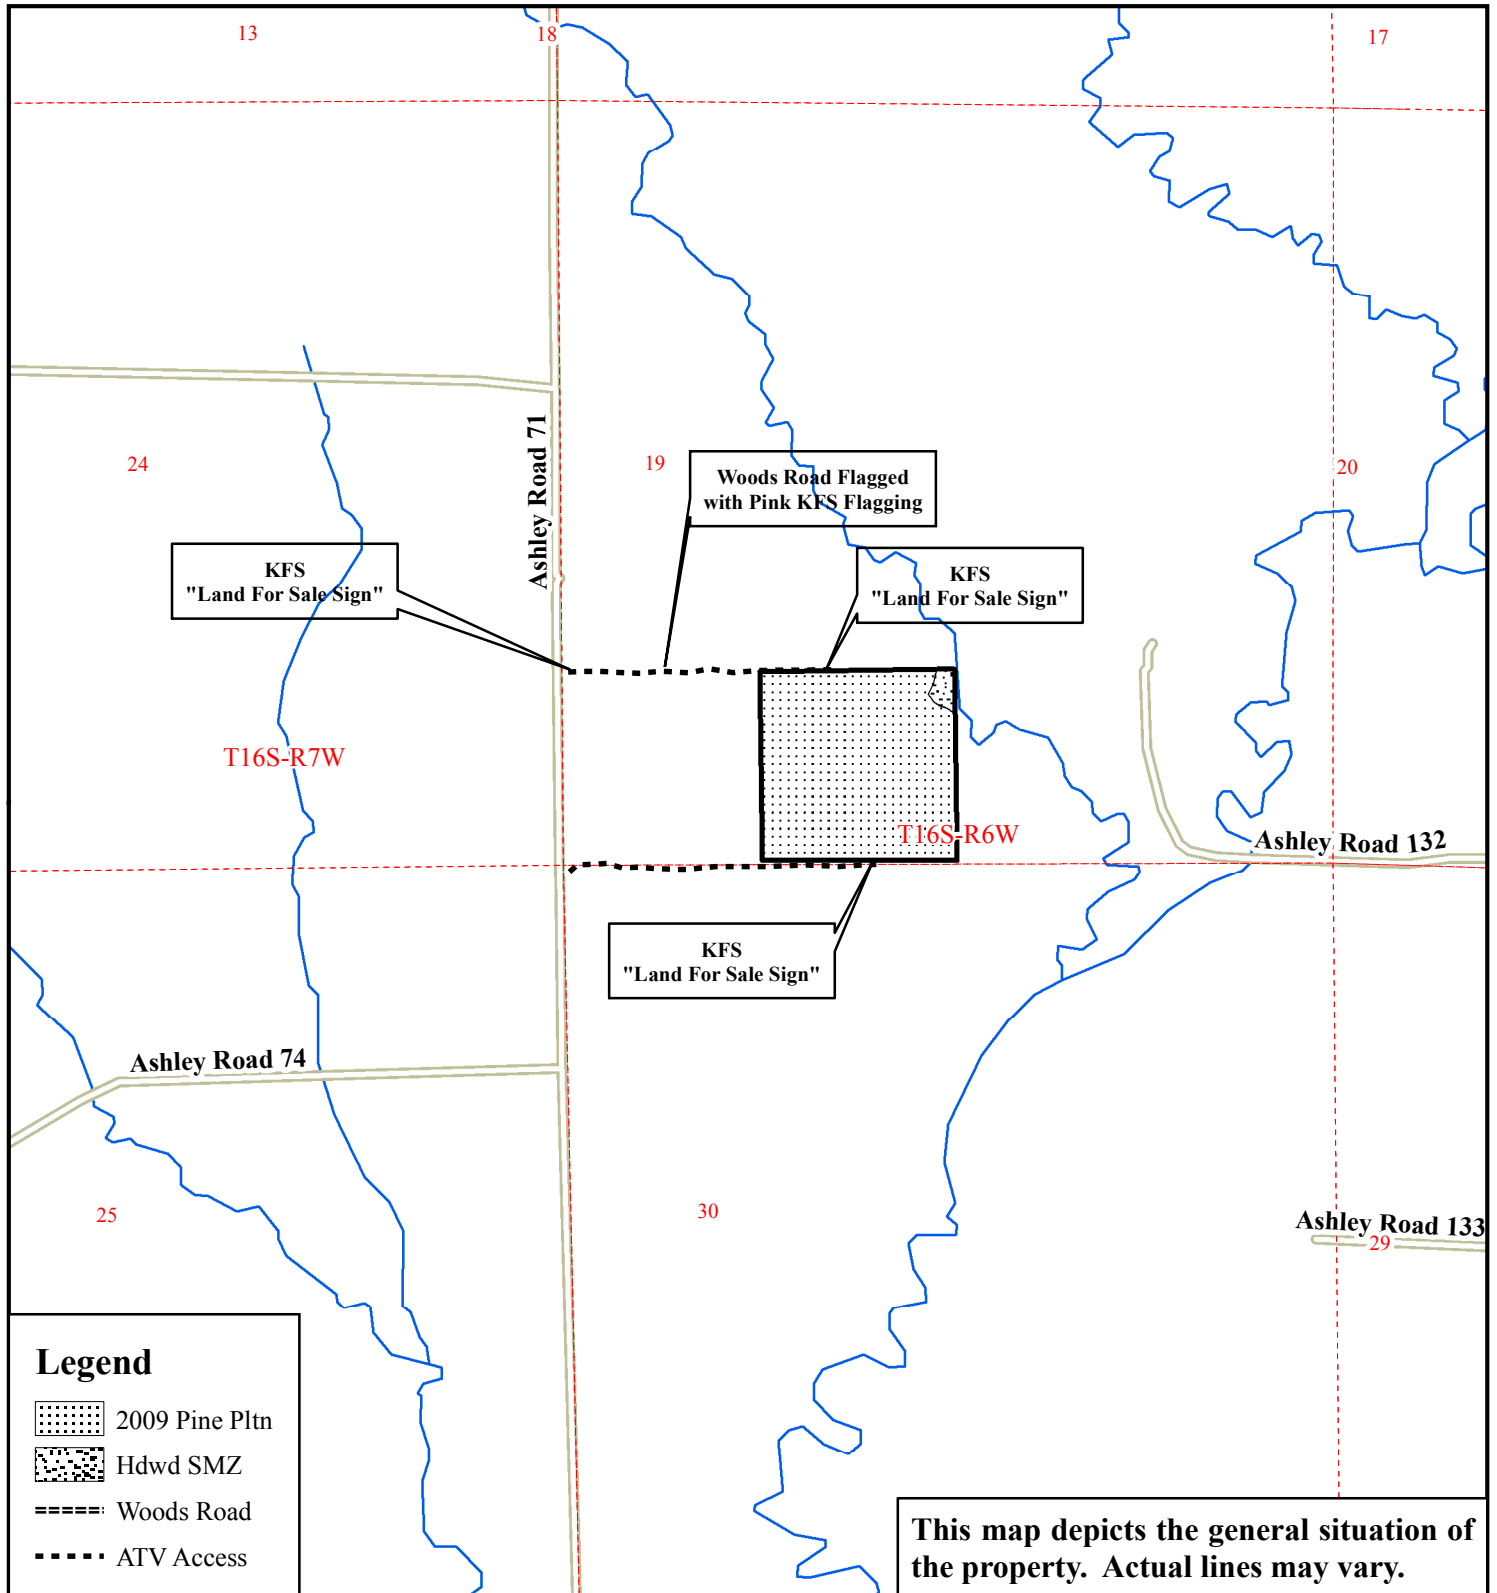 13
18
17
24
Ashley Road 71
19
20
Woods Road Flagged
with Pink KFS Flagging
KFS
"Land For Sale Sign"
KFS
"Land For Sale Sign"
T16S-R7W
T16S-R6W
Ashley Road 132
KFS
"Land For Sale Sign"
Ashley Road 74
25
30
Ashley Road 133
29
Legend
2009 Pine Pltn
Hdwd SMZ
Woods Road
ATV Access
This map depicts the general situation of
the property. Actual lines may vary.